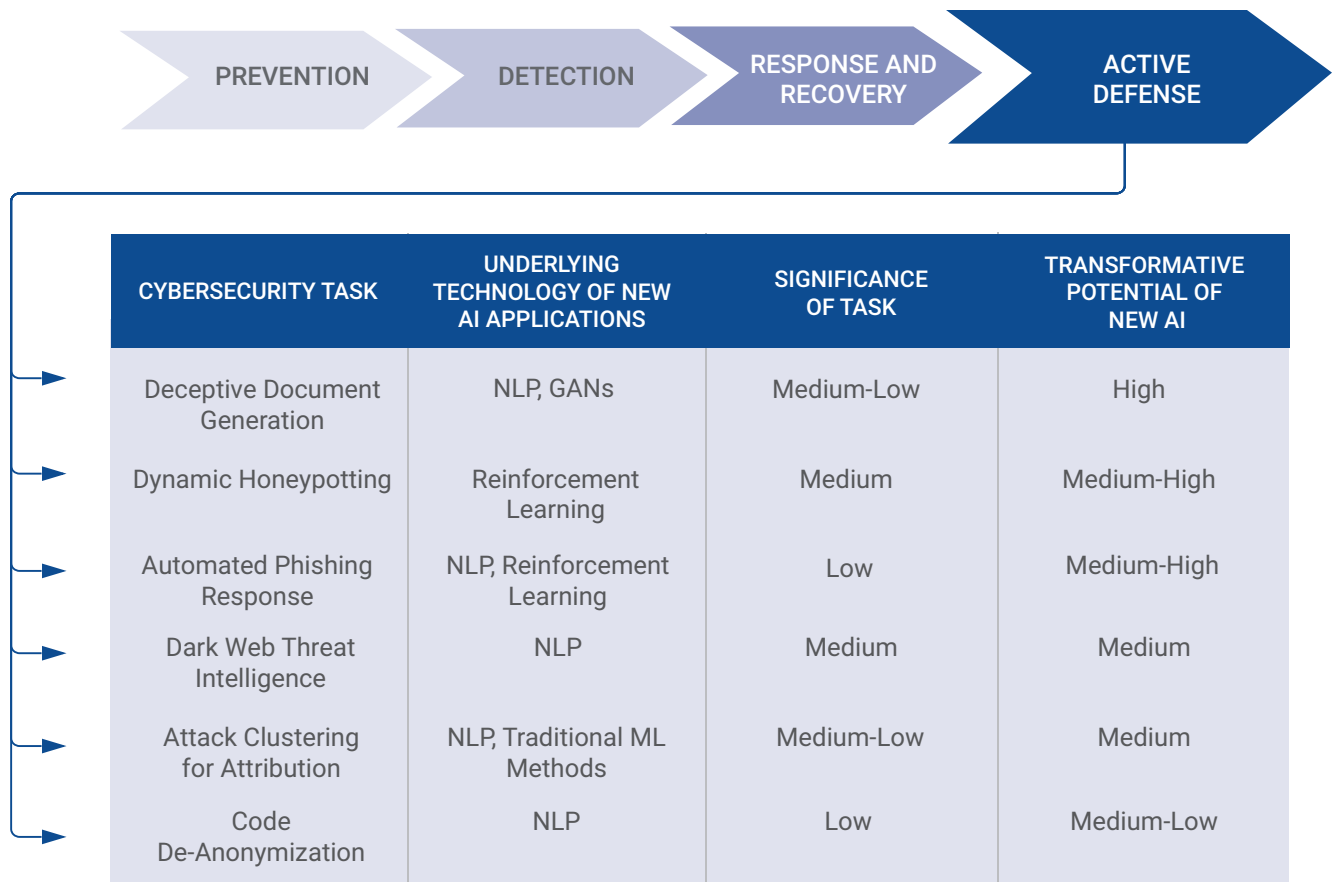 PREVENTION
DETECTION
RESPONSE AND
RECOVERY
ACTIVE
DEFENSE
CYBERSECURITY TASK
UNDERLYING
TECHNOLOGY OF NEW
AI APPLICATIONS
SIGNIFICANCE
OF TASK
TRANSFORMATIVE
POTENTIAL OF
NEW AI
Deceptive Document
Generation
NLP, GANs
Medium-Low
High
Dynamic Honeypotting
Reinforcement
Learning
Medium
Medium-High
Automated Phishing
Response
NLP, Reinforcement
Learning
Low
Medium-High
Dark Web Threat
Intelligence
NLP
Medium
Medium
Attack Clustering
for Attribution
NLP, Traditional ML
Methods
Medium-Low
Medium
Code
De-Anonymization
NLP
Low
Medium-Low